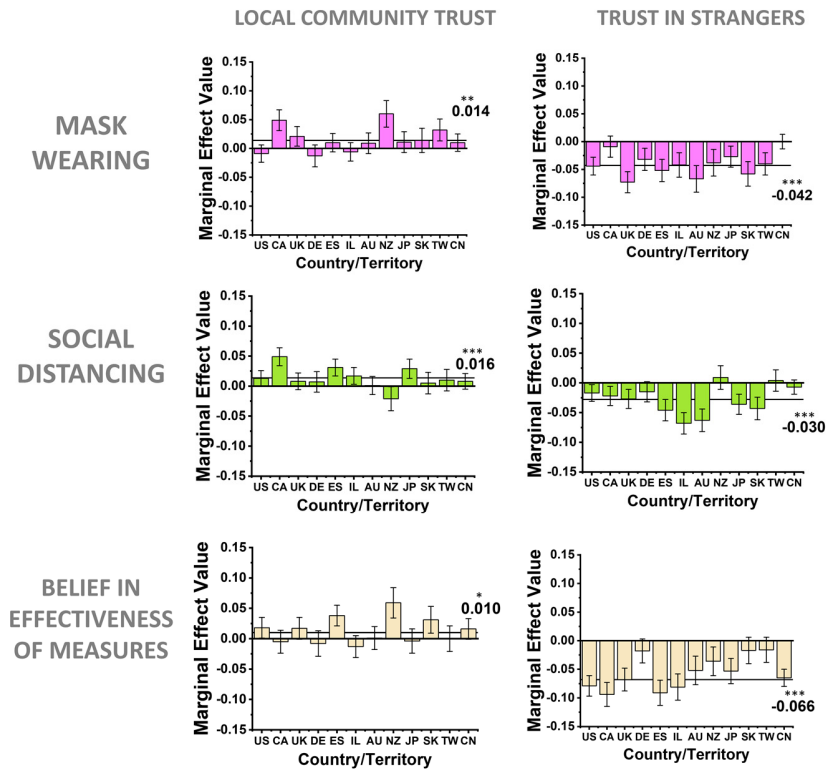 LOCAL COMMUNITY TRUST
TRUST IN STRANGERS
MASK
WEARING
Marginal Effect Value
0.15
0.10
0.05
0.00
-0.05
-0.10
-0.15
**
0.014
US CA UK DE ES IL AU NZ JP SK TW CN
Country/Territory
Marginal Effect Value
0.15
0.10
0.05
0.00
-0.05
-0.10
-0.15
***
-0.042
US CA UK DE ES IL AU NZ JP SK TW CN
Country/Territory
SOCIAL
DISTANCING
Marginal Effect Value
0.15
0.10
0.05
0.00
-0.05
-0.10
-0.15
***
0.016
US CA UK DE ES IL AU NZ JP SK TW CN
Country/Territory
Marginal Effect Value
0.15
0.10
0.05
0.00
-0.05
-0.10
-0.15
***
-0.030
US CA UK DE ES IL AU NZ JP SK TW CN
Country/Territory
BELIEF IN
EFFECTIVENESS
OF MEASURES
Marginal Effect Value
0.15
0.10
0.05
0.00
-0.05
-0.10
-0.15
*
0.010
US CA UK DE ES IL AU NZ JP SK TW CN
Country/Territory
Marginal Effect Value
0.15
0.10
0.05
0.00
-0.05
-0.10
-0.15
***
-0.066
US CA UK DE ES IL AU NZ JP SK TW CN
Country/Territory